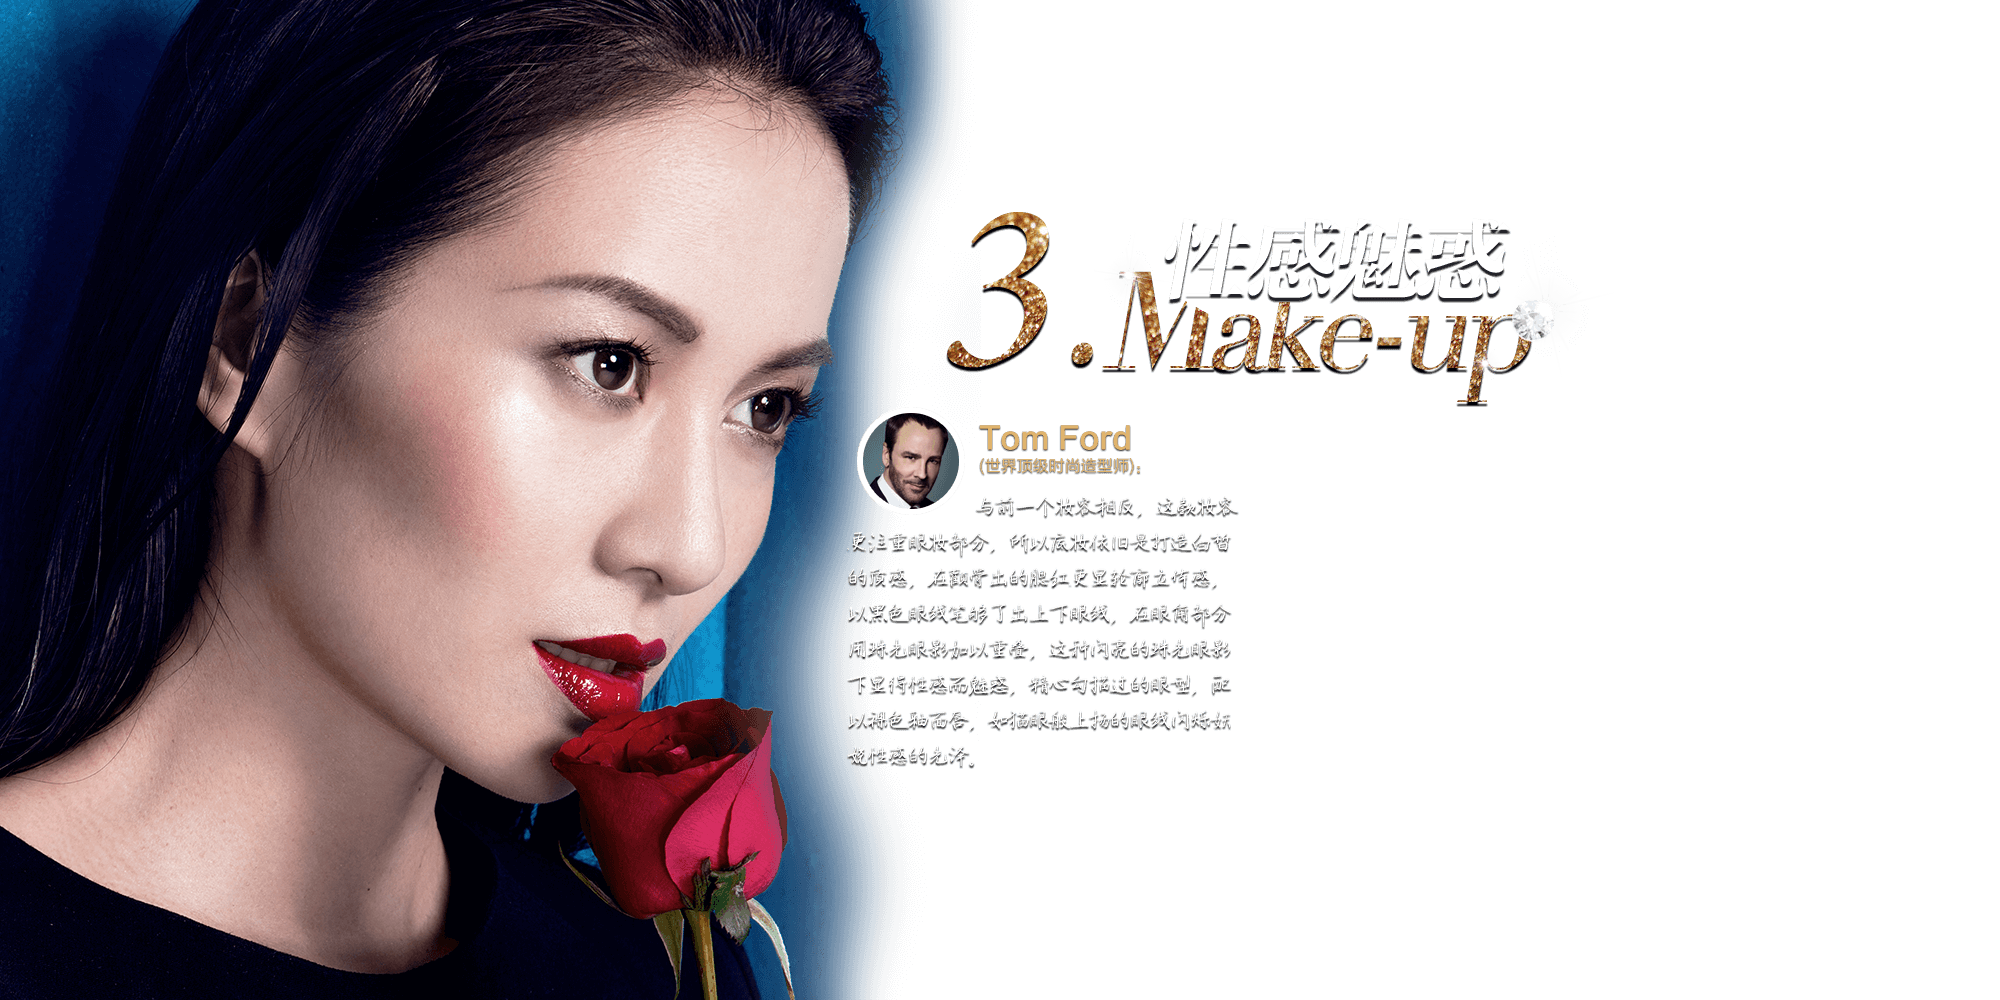 3.
性感魅惑
Make-up
Tom Ford
(世界顶级时尚造型师):
与前一个妆容相反，这款妆容
更注重眼妆部分，所以底妆依旧是打造白皙
的质感，在颧骨出的腮红更显轮廓立体感，
以黑色眼线笔够了出上下眼线，在眼角部分
用珠光眼影加以重叠，这种闪亮的珠光眼影
下显得性感而魅惑，精心勾描过的眼型，配
以裸色釉面唇，如猫眼般上扬的眼线闪烁妖
娆性感的光泽。